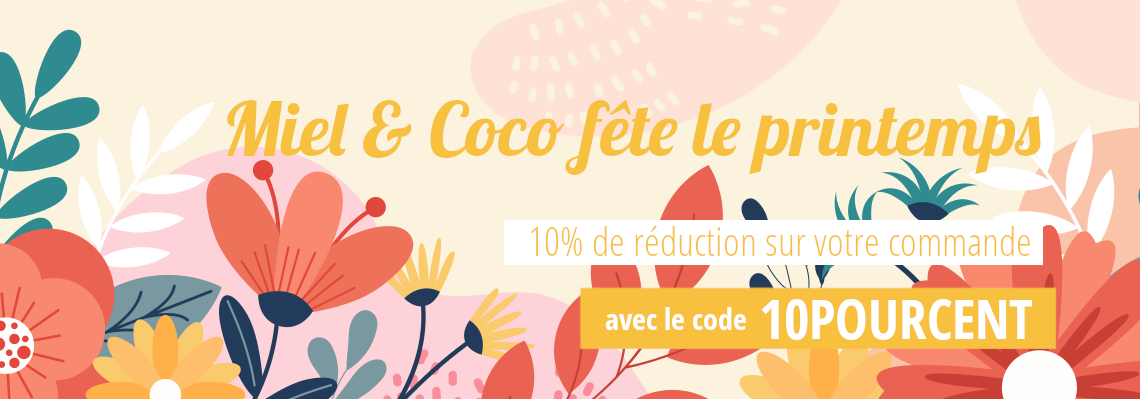 Miel & Coco fête le printemps
10% de réduction sur votre commande
avec le code 10POURCENT